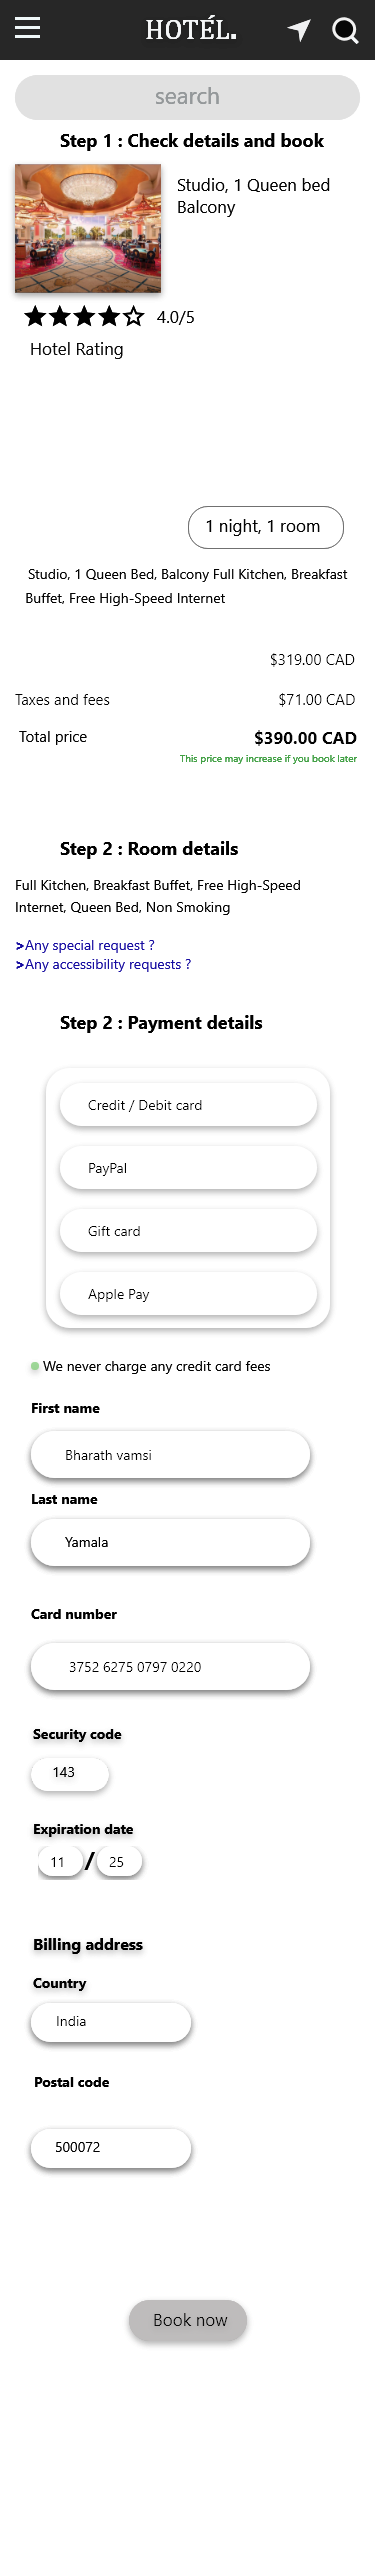 HOTÉL.
search
Step 1 : Check details and book
Studio, 1 Queen bed
Balcony
4.0/5
Hotel Rating
1 night, 1 room
Studio, 1 Queen Bed, Balcony Full Kitchen, Breakfast
Buffet, Free High-Speed Internet
$319.00 CAD
Taxes and fees $71.00 CAD
Total price $390.00 CAD
This price may increase if you book later
Step 2 : Room details
Full Kitchen, Breakfast Buffet, Free High-Speed
Internet, Queen Bed, Non Smoking
>Any special request ?
>Any accessibility requests ?
Step 2 : Payment details
Credit / Debit card
PayPal
Gift card
Apple Pay
We never charge any credit card fees
First name
Bharath vamsi
Last name
Yamala
Card number
3752 6275 0797 0220
Security code
143
Expiration date
11 / 25
Billing address
Country
India
Postal code
500072
Book now